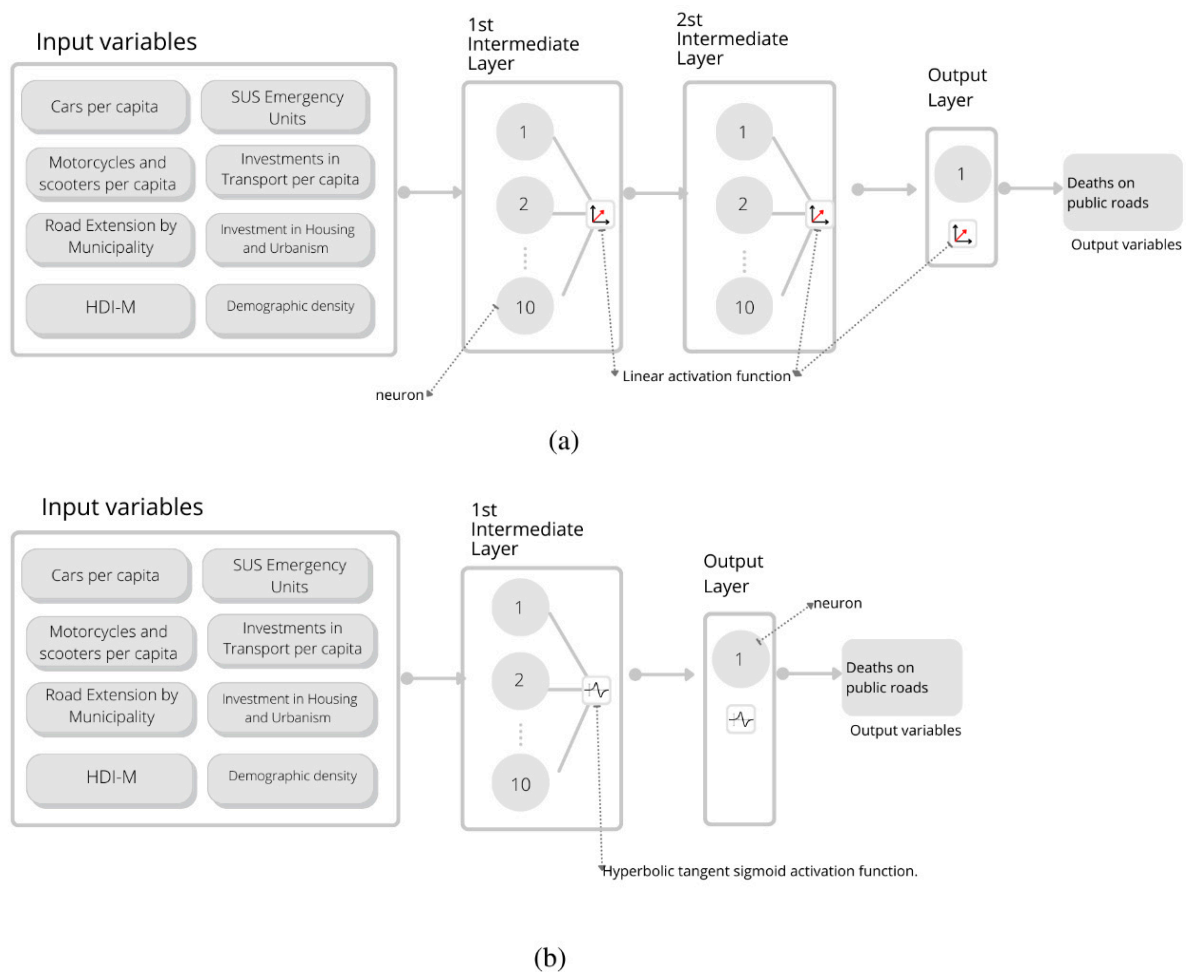 Input variables
Cars per capita
SUS Emergency
Units
Motorcycles and
scooters per capita
Investments in
Transport per capita
Road Extension by
Municipality
Investment in Housing
and Urbanism
HDI-M
Demographic density
1st
Intermediate
Layer
1
2
10
2st
Intermediate
Layer
1
2
10
Output
Layer
1
Deaths on
public roads
Output variables
neuron
Linear activation function
(a)
Input variables
Cars per capita
SUS Emergency
Units
Motorcycles and
scooters per capita
Investments in
Transport per capita
Road Extension by
Municipality
Investment in Housing
and Urbanism
HDI-M
Demographic density
1st
Intermediate
Layer
1
2
10
Output
Layer
1
neuron
Deaths on
public roads
Output variables
Hyperbolic tangent sigmoid activation function.
(b)